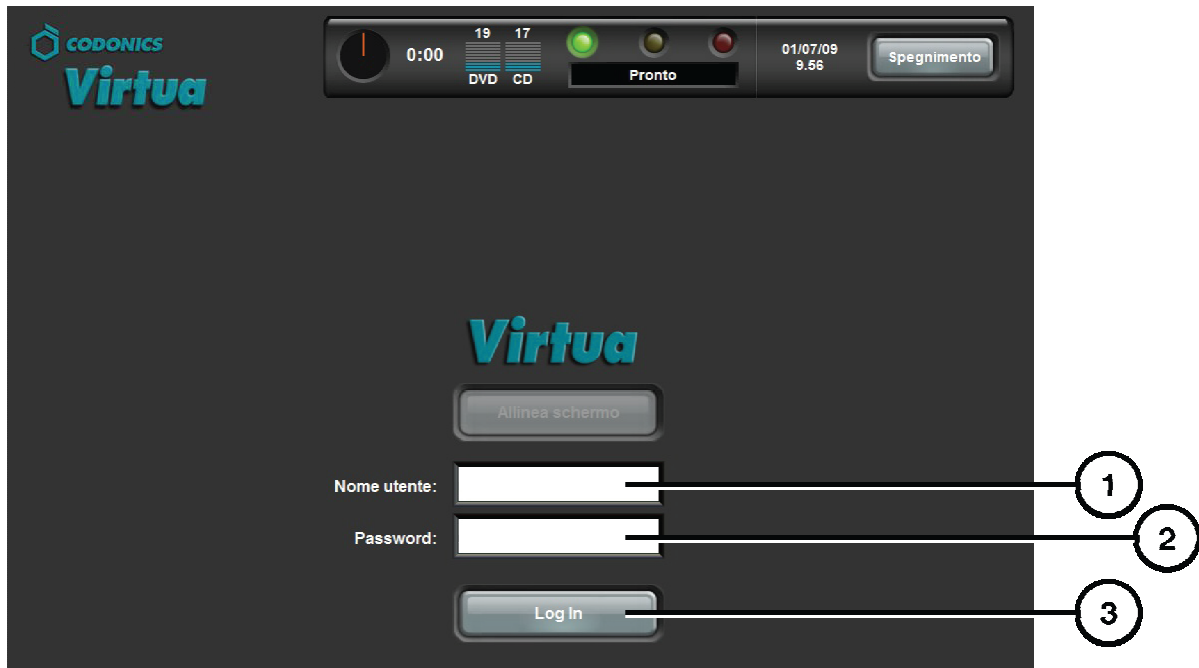 CODONICS
Virtua
0:00
19 17
DVD CD
Pronto
01/07/09
9.56
Spegnimento
Virtua
Allinea schermo
Nome utente:
1
Password:
2
Log In
3